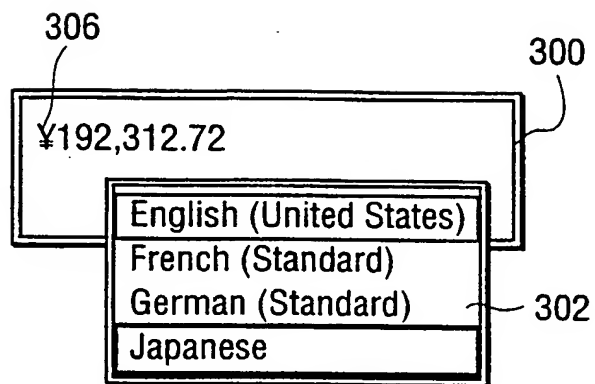 306
300
¥192,312.72
English (United States)
French (Standard)
German (Standard)
302
Japanese